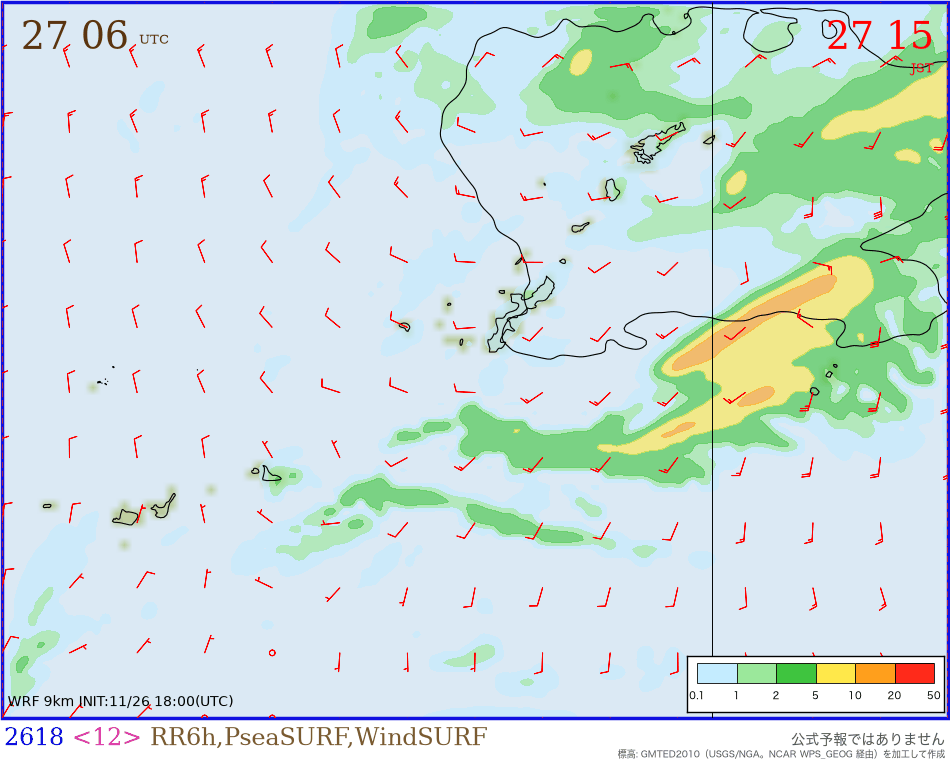 27 06 UTC
27 15
JST
WRF 9km INIT:11/26 18:00(UTC)
0.1 1 2 5 10 20 50
2618 <12> RR6h,PseaSURF,WindSURF
公式予報ではありません
標高: GMTED2010（USGS/NGA。NCAR WPS_GEOG 経由）を加工して作成